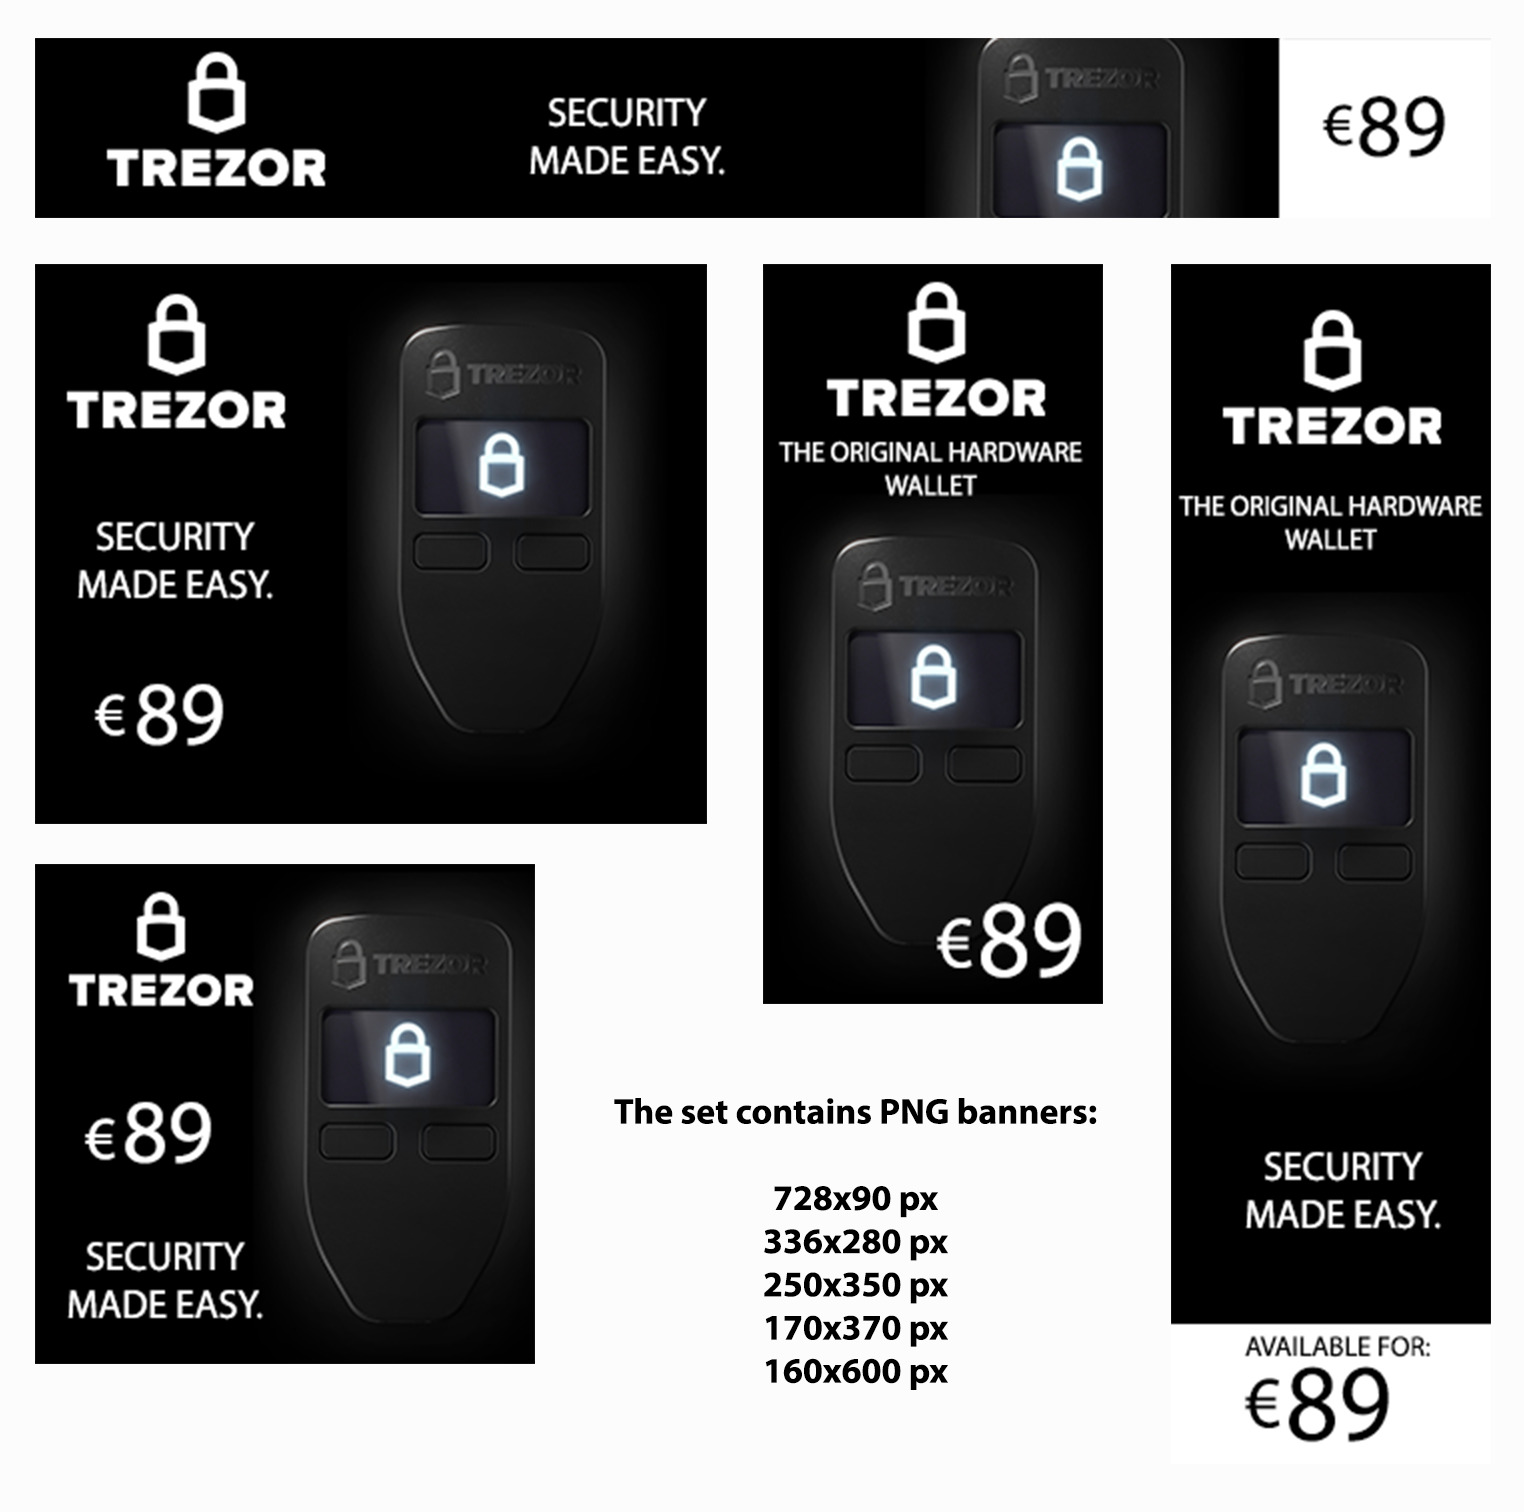 TREZOR
SECURITY
MADE EASY.
TREZOR
€89
TREZOR
SECURITY
MADE EASY.
€89
TREZOR
TREZOR
THE ORIGINAL HARDWARE
WALLET
TREZOR
€89
TREZOR
THE ORIGINAL HARDWARE
WALLET
TREZOR
SECURITY
MADE EASY.
AVAILABLE FOR:
€89
TREZOR
€89
SECURITY
MADE EASY.
TREZOR
The set contains PNG banners:
728x90 px
336x280 px
250x350 px
170x370 px
160x600 px